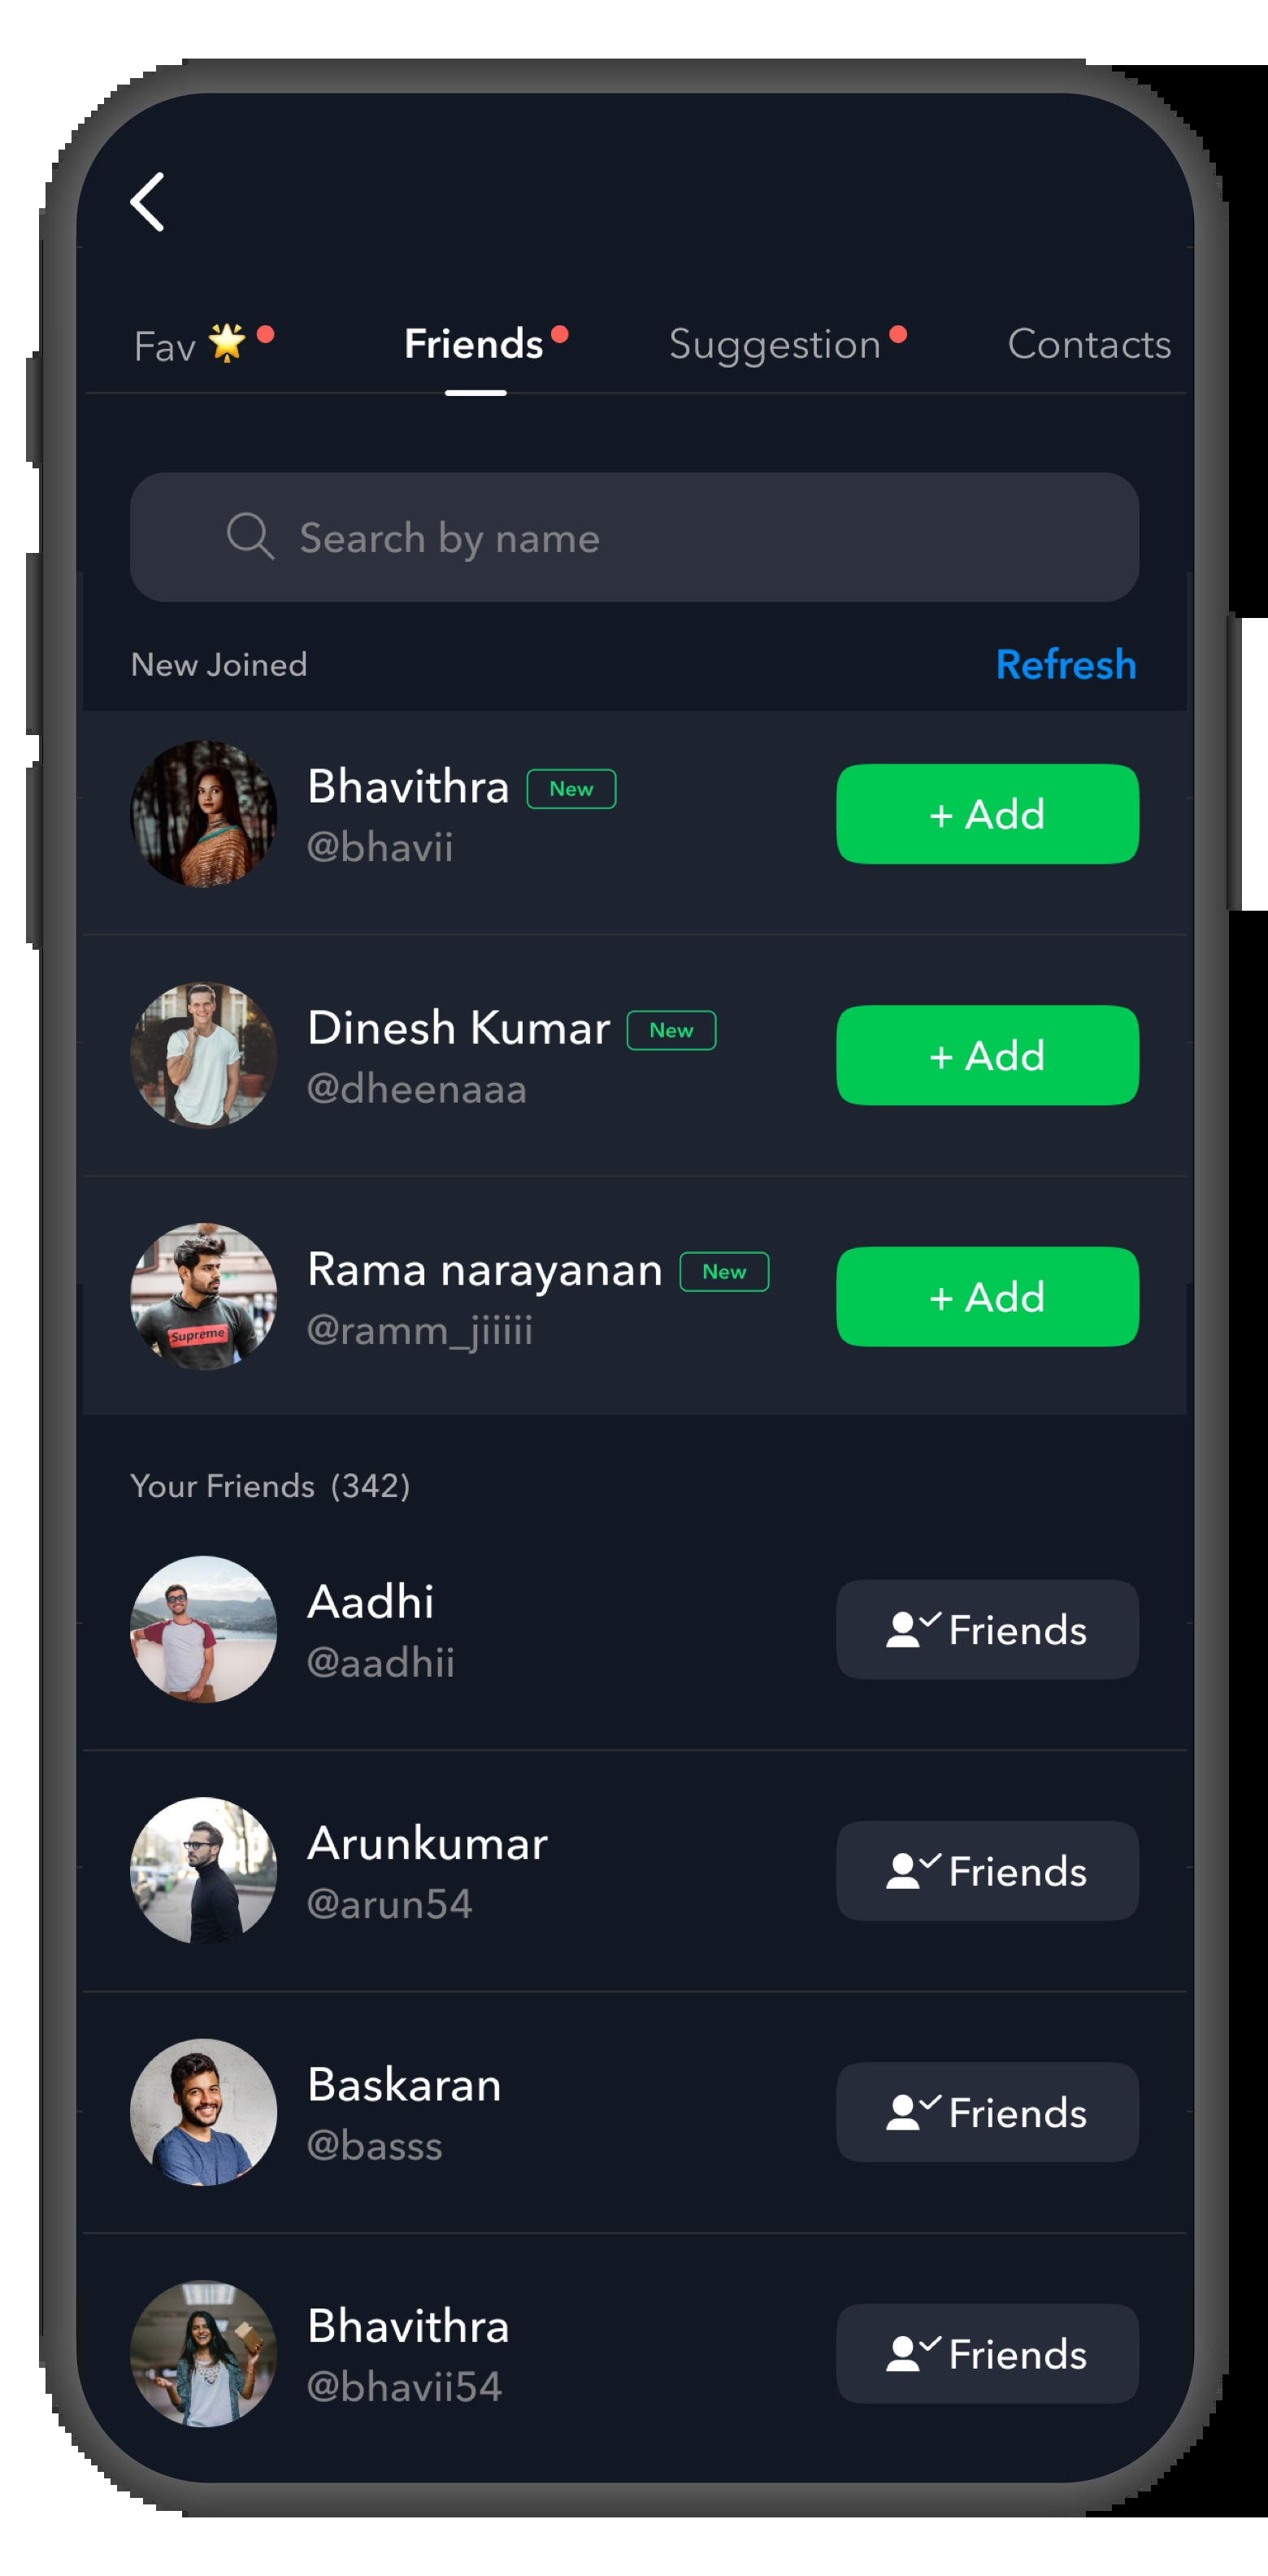 Fav 🌟
Friends
Suggestion
Contacts
Search by name
New Joined
Refresh
Bhavithra New
@bhavii
+ Add
Dinesh Kumar New
@dheenaaa
+ Add
Rama narayanan New
@ramm_jiiiii
+ Add
Supreme
Your Friends (342)
Aadhi
@aadhii
Friends
Arunkumar
@arun54
Friends
Baskaran
@basss
Friends
Bhavithra
@bhavii54
Friends